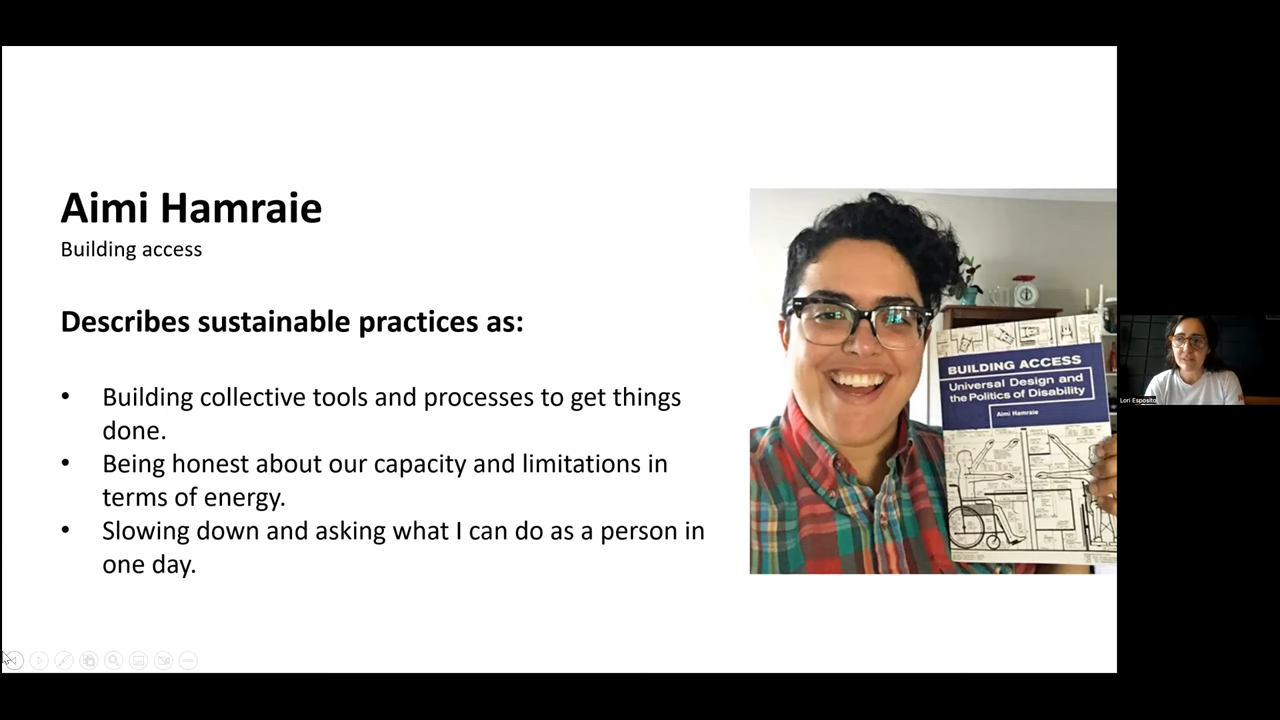 Aimi Hamraie
Building access
Describes sustainable practices as:
• Building collective tools and processes to get things
done.
• Being honest about our capacity and limitations in
terms of energy.
• Slowing down and asking what I can do as a person in
one day.
BUILDING ACCESS
Universal Design and
the Politics of Disability
Aimi Hamraie
Lori Esposito